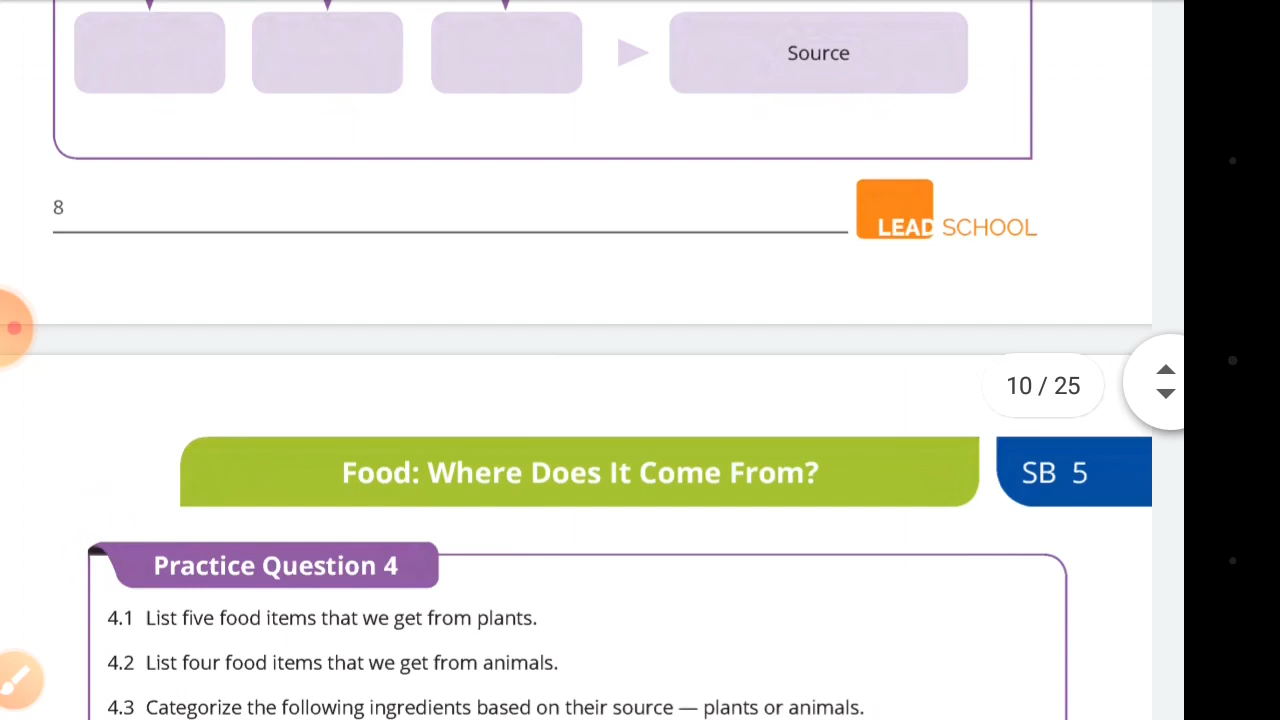 Source
8
LEAD SCHOOL
10 / 25
Food: Where Does It Come From?
SB 5
Practice Question 4
4.1 List five food items that we get from plants.
4.2 List four food items that we get from animals.
4.3 Categorize the following ingredients based on their source — plants or animals.